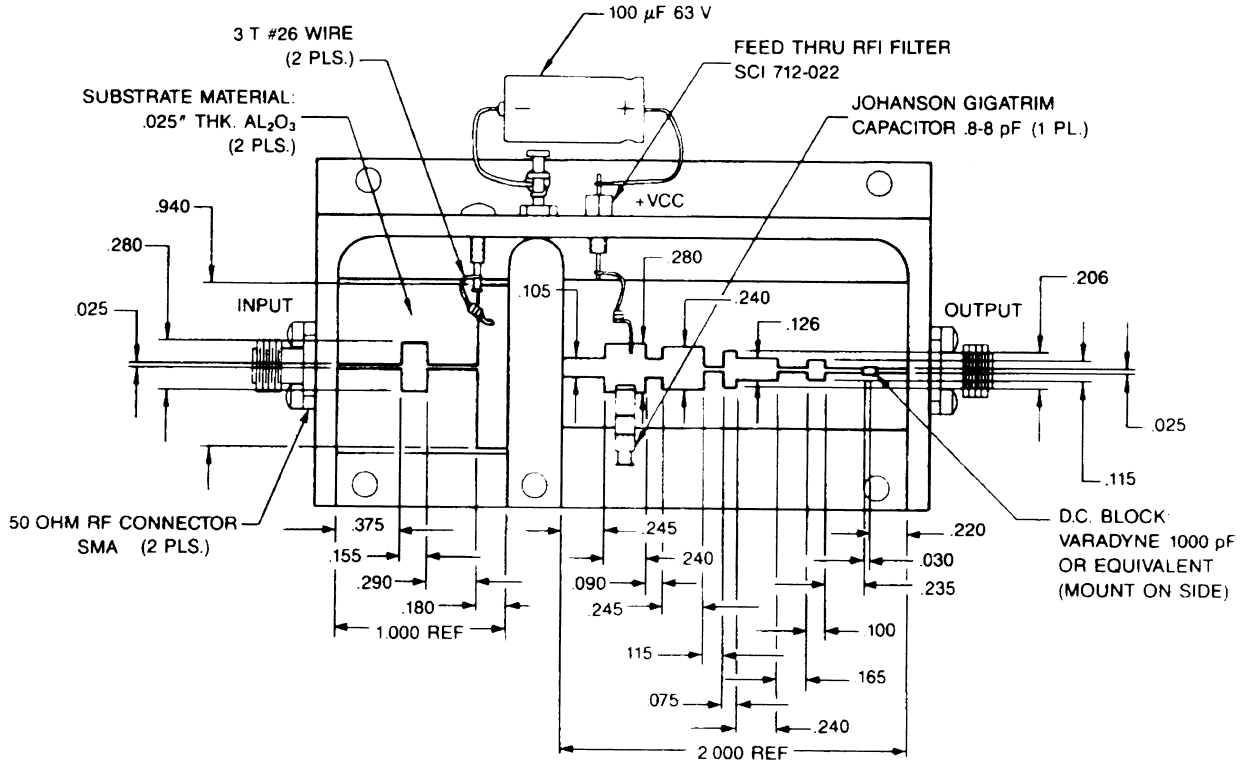 100 µF 63 V
3 T #26 WIRE
(2 PLS.)
FEED THRU RFI FILTER
SCI 712-022
SUBSTRATE MATERIAL:
.025" THK. AL₂O₃
(2 PLS.)
JOHANSON GIGATRIM
CAPACITOR .8-8 pF (1 PL.)
−
+
+VCC
.940
.280
.280
.206
INPUT
.105
.240
OUTPUT
.025
.126
.025
.115
50 OHM RF CONNECTOR
SMA (2 PLS.)
.375
.245
.220
D.C. BLOCK:
VARADYNE 1000 pF
OR EQUIVALENT
(MOUNT ON SIDE)
.155
.240
.030
.290
.090
.235
.180
.245
1.000 REF
.100
.115
.165
.075
.240
2.000 REF